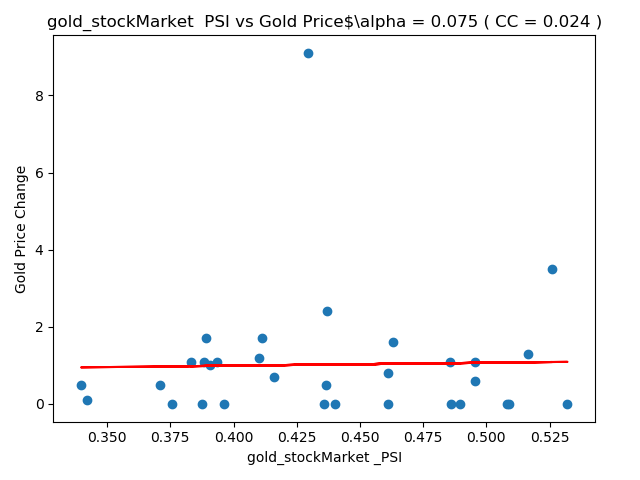 gold_stockMarket  PSI vs Gold Price$\alpha = 0.075 ( CC = 0.024 )
Gold Price Change
8
6
4
2
0
0.350 0.375 0.400 0.425 0.450 0.475 0.500 0.525
gold_stockMarket _PSI